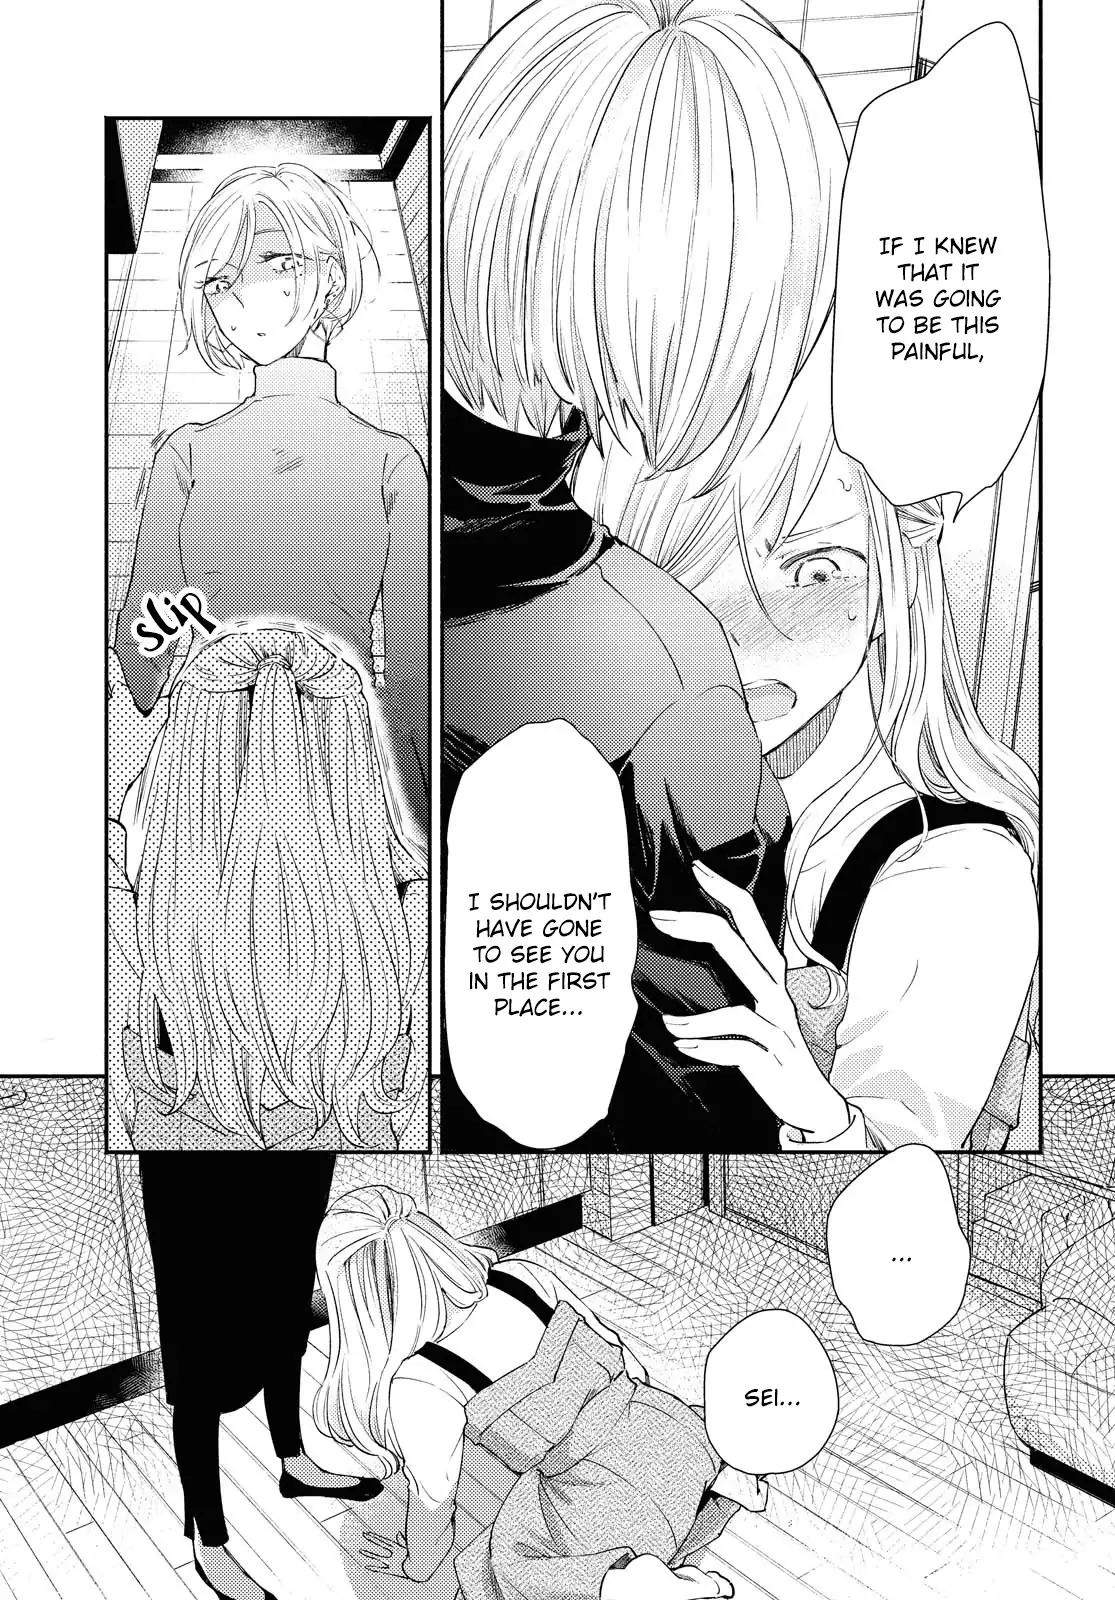 IF I KNEW
THAT IT
WAS GOING
TO BE THIS
PAINFUL,
I SHOULDN'T
HAVE GONE
TO SEE YOU
IN THE FIRST
PLACE...
slip
...
SEI...